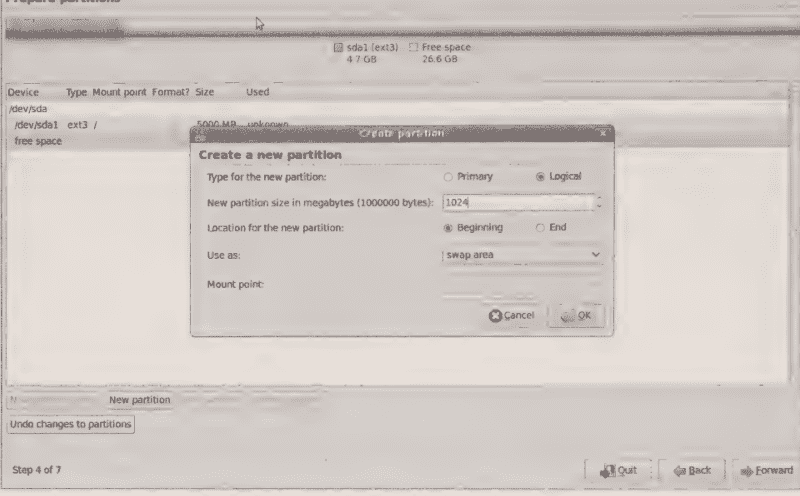 Prepare partitions
sda1 (ext3) Free space
4.7 GB 26.6 GB
Device Type Mount point Format? Size Used
/dev/sda
/dev/sda1 ext3 / 5000 MB unknown
free space
Create partition
Create a new partition
Type for the new partition: Primary Logical
New partition size in megabytes (1000000 bytes): 1024
Location for the new partition: Beginning End
Use as: swap area
Mount point:
Cancel OK
New partition
Undo changes to partitions
Step 4 of 7 Quit Back Forward